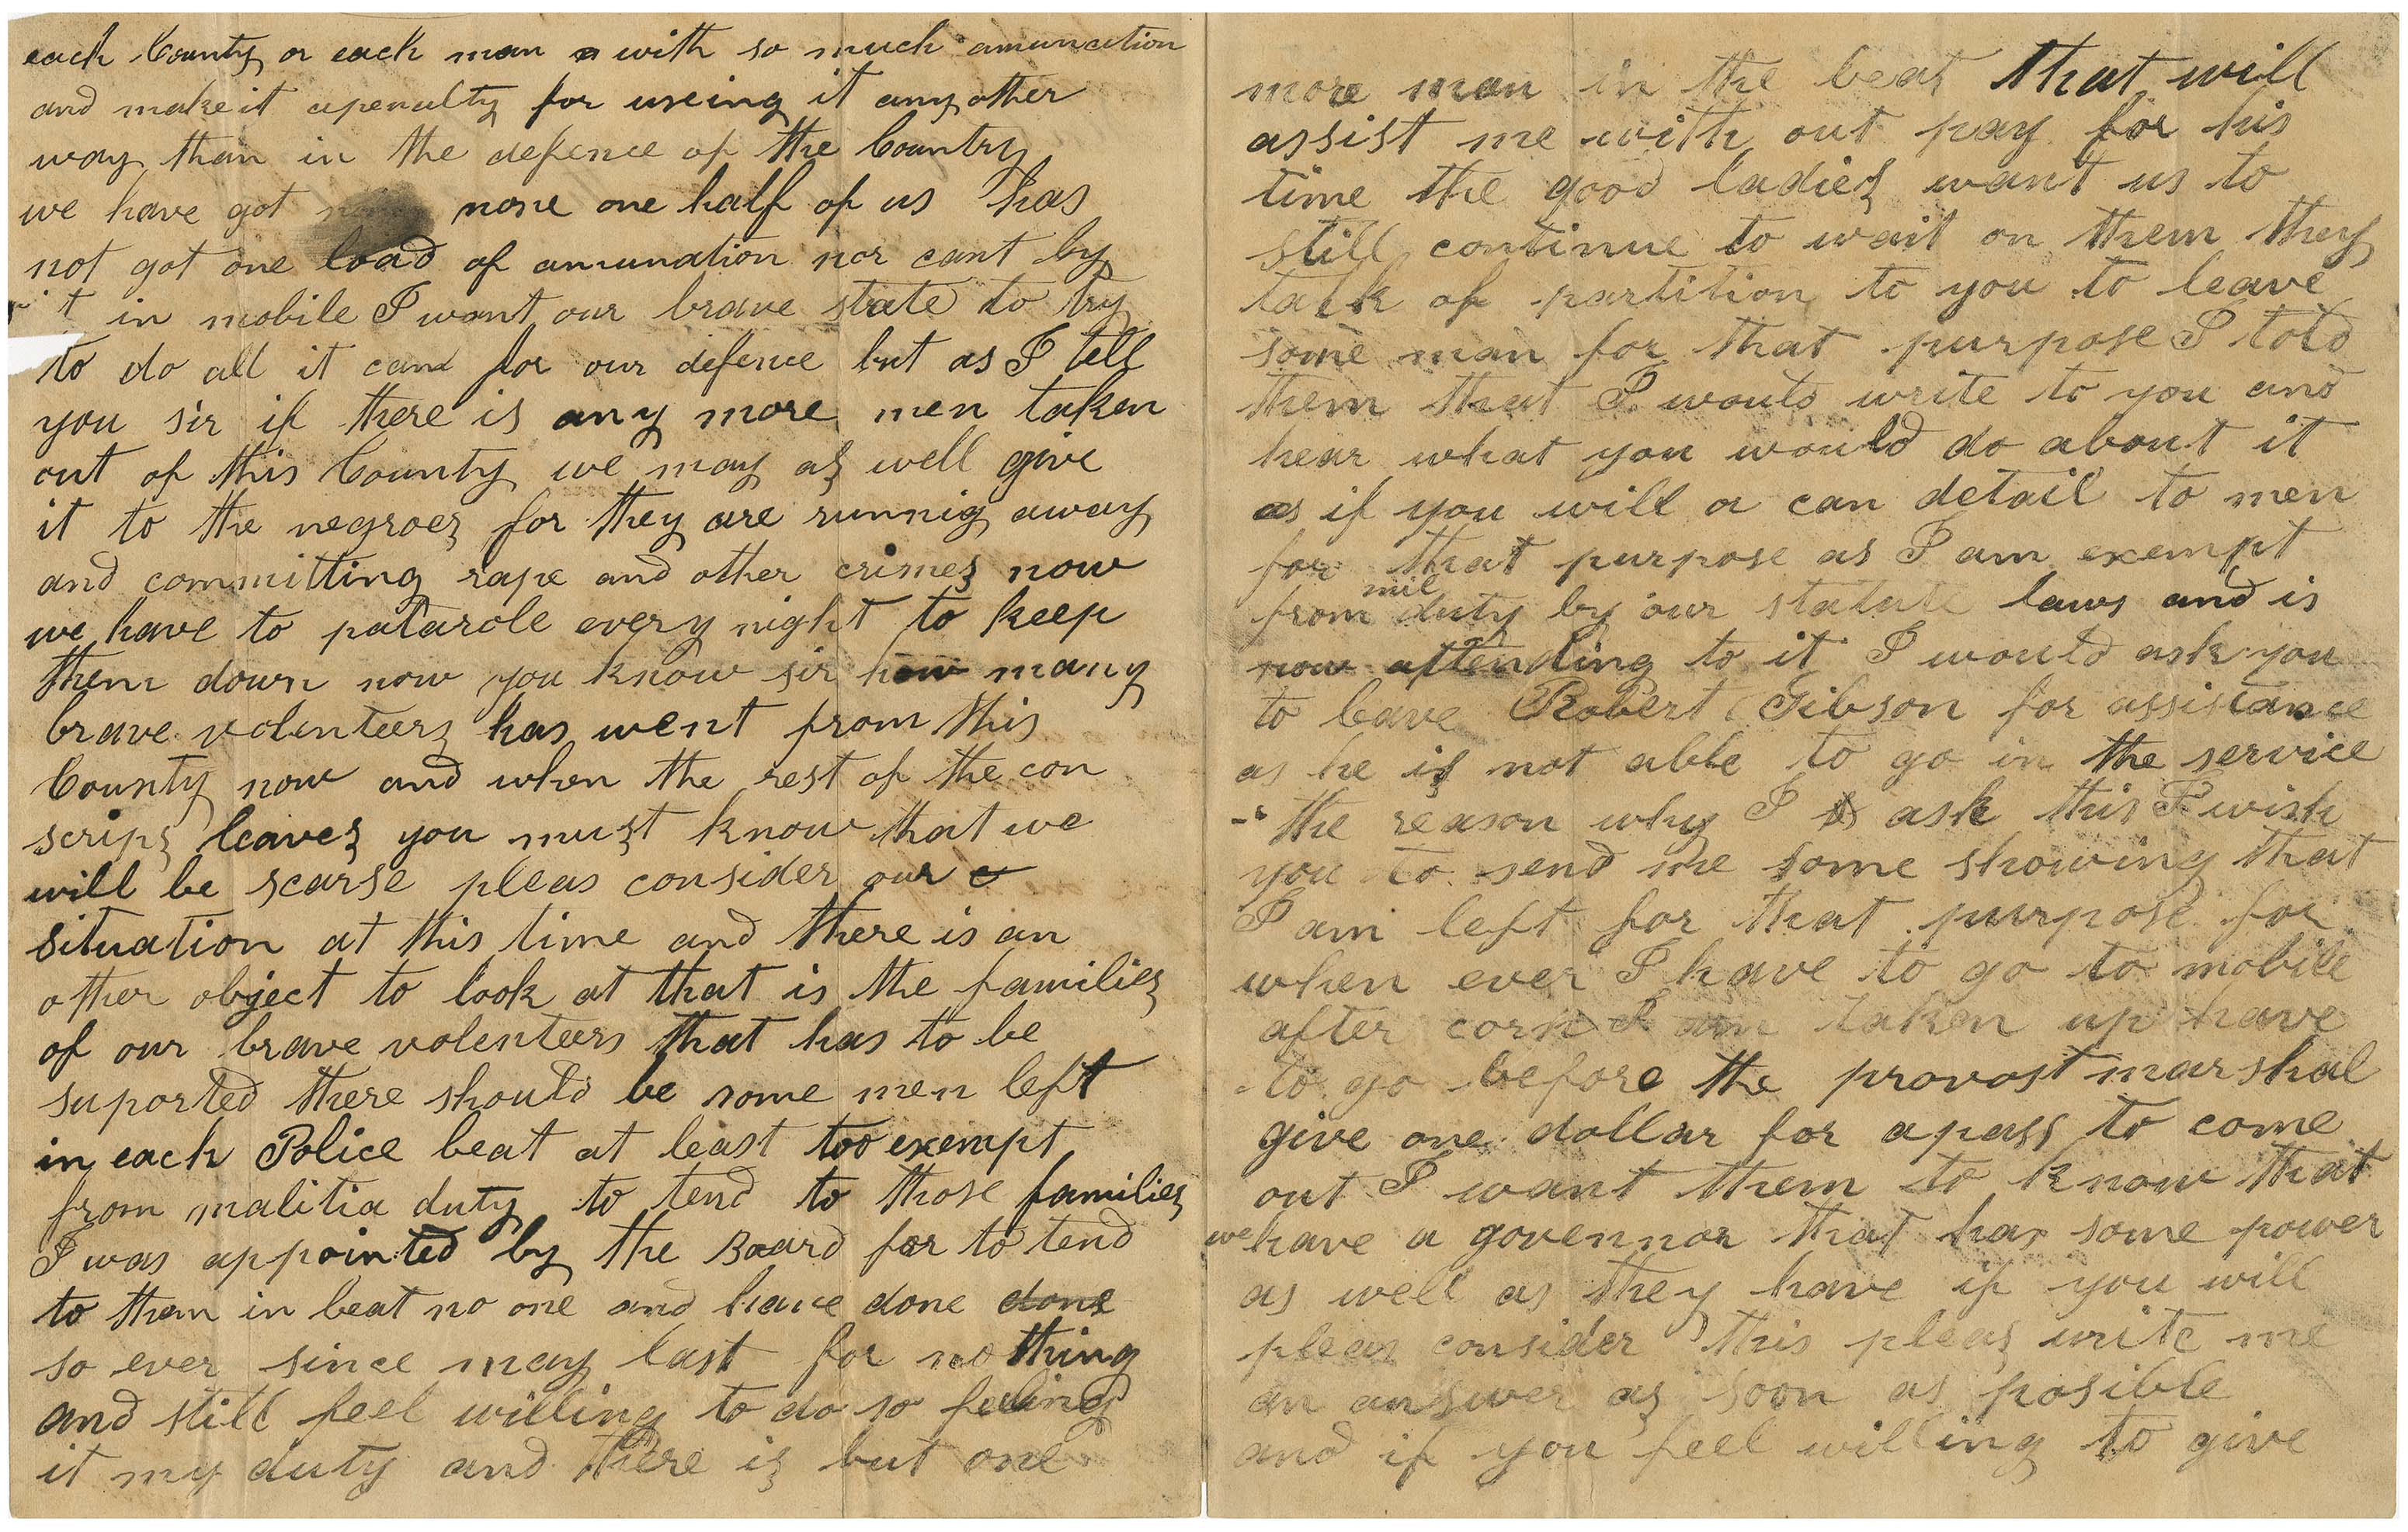 each County or each man with so much amuncition
and make it apenalty for useing it any other
way than in the defence of the Country
we have got none one half of us has
not got one load of amunation nor cant by
it in mobile I want our brave state to try
to do all it can for our defence but as I tell
you sir if there is any more men taken
out of this County we may as well give
it to the negroes for they are runnig away
and committing rape and other crimes now
we have to patarole every night to keep
them down now you know sir how many
brave volenteers has went from this
County now and when the rest of the con
scrips leaves you must know that we
will be scarse pleas consider our
situation at this time and there is an
other object to look at that is the families
of our brave volenteers that has to be
suported there should be some men left
in each Police beat at least too exempt
from malitia duty to tend to those families
I was appointed by the Board for to tend
to them in beat no one and have done done
so ever since may last for no thing
and still feel willing to do so feeling
it my duty and there is but one
more man in the beat that will
assist me with out pay for his
time the good ladies want us to
still continue to wait on them they
talk of partition to you to leave
some man for that purpose I told
them that I would write to you and
hear what you would do about it
as if you will or can detail to men
for that purpose as I am exempt
from mil duty by our statute laws and is
now attending to it I would ask you
to leave Robert Gibson for assistance
as he is not able to go in the service
the reason why I ask this I wish
you to send me some showing that
I am left for that purpose for
when ever I have to go to mobile
after corn I am taken up have
to go before the provost marshal
give one dollar for apass to come
out I want them to know that
we have a govennor that has some power
as well as they have if you will
pleas consider this pleas write me
an answer as soon as posible
and if you feel willing to give